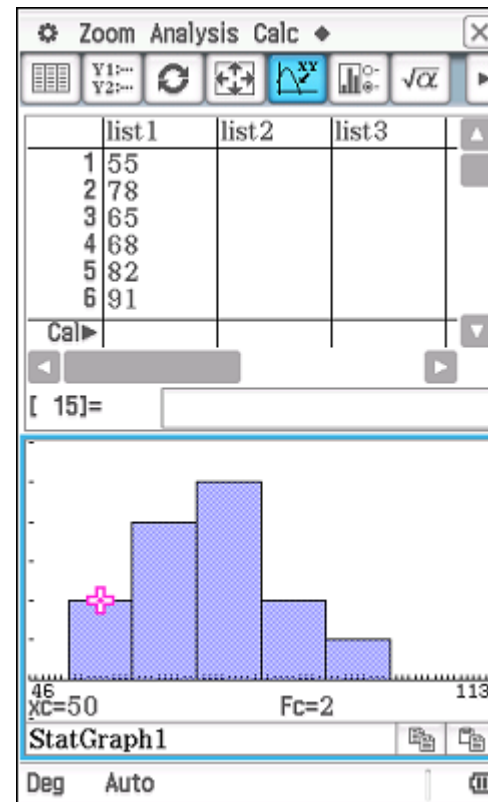 Zoom Analysis Calc
Y1:...
Y2:...
XY
√α
list1 list2 list3
1 55
2 78
3 65
4 68
5 82
6 91
Cal
[ 15]=
46 113
xc=50 Fc=2
StatGraph1
Deg Auto